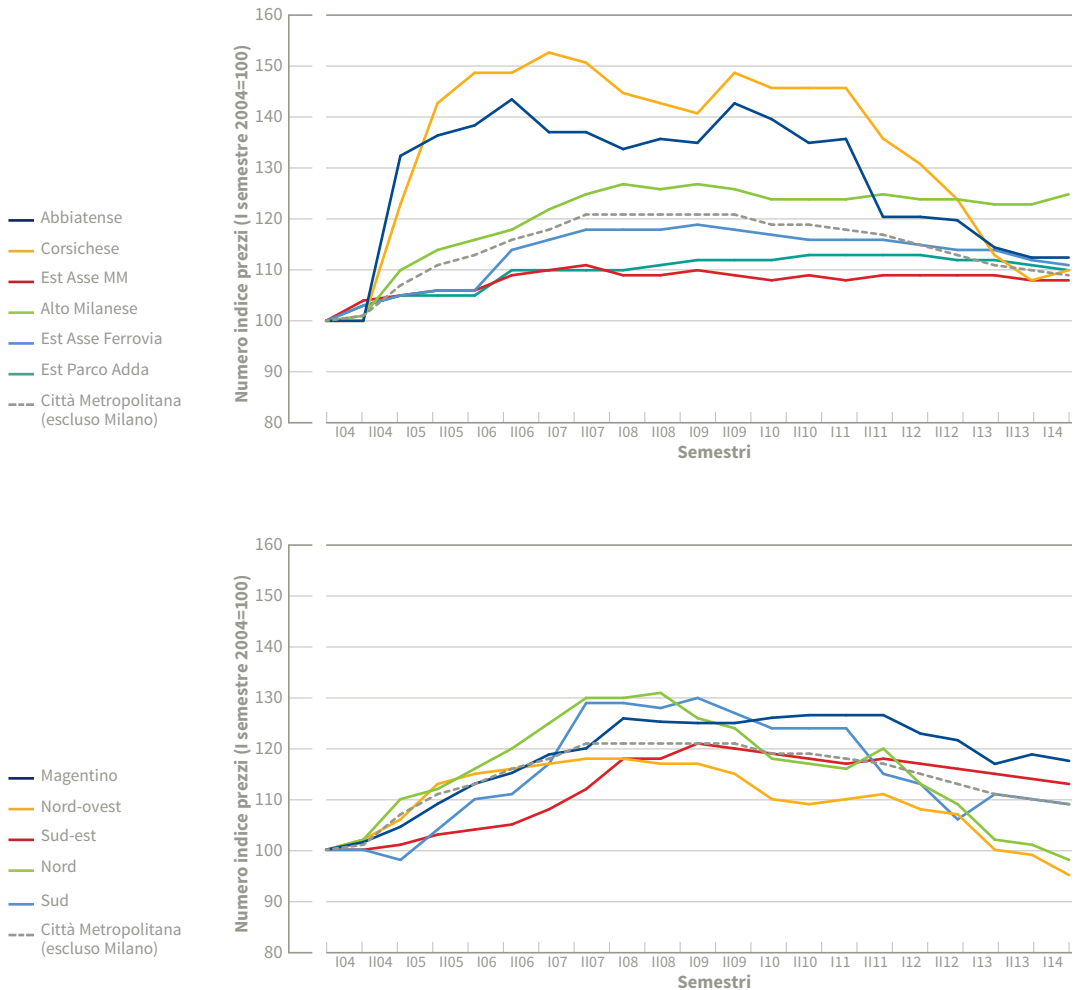 160
150
140
130
120
110
100
90
80
Numero indice prezzi (I semestre 2004=100)
Abbiatense
Corsichese
Est Asse MM
Alto Milanese
Est Asse Ferrovia
Est Parco Adda
Città Metropolitana
(escluso Milano)
I04 II04 I05 II05 I06 II06 I07 II07 I08 II08 I09 II09 I10 II10 I11 II11 I12 II12 I13 II13 I14
Semestri
160
150
140
130
120
110
100
90
80
Numero indice prezzi (I semestre 2004=100)
Magentino
Nord-ovest
Sud-est
Nord
Sud
Città Metropolitana
(escluso Milano)
I04 II04 I05 II05 I06 II06 I07 II07 I08 II08 I09 II09 I10 II10 I11 II11 I12 II12 I13 II13 I14
Semestri